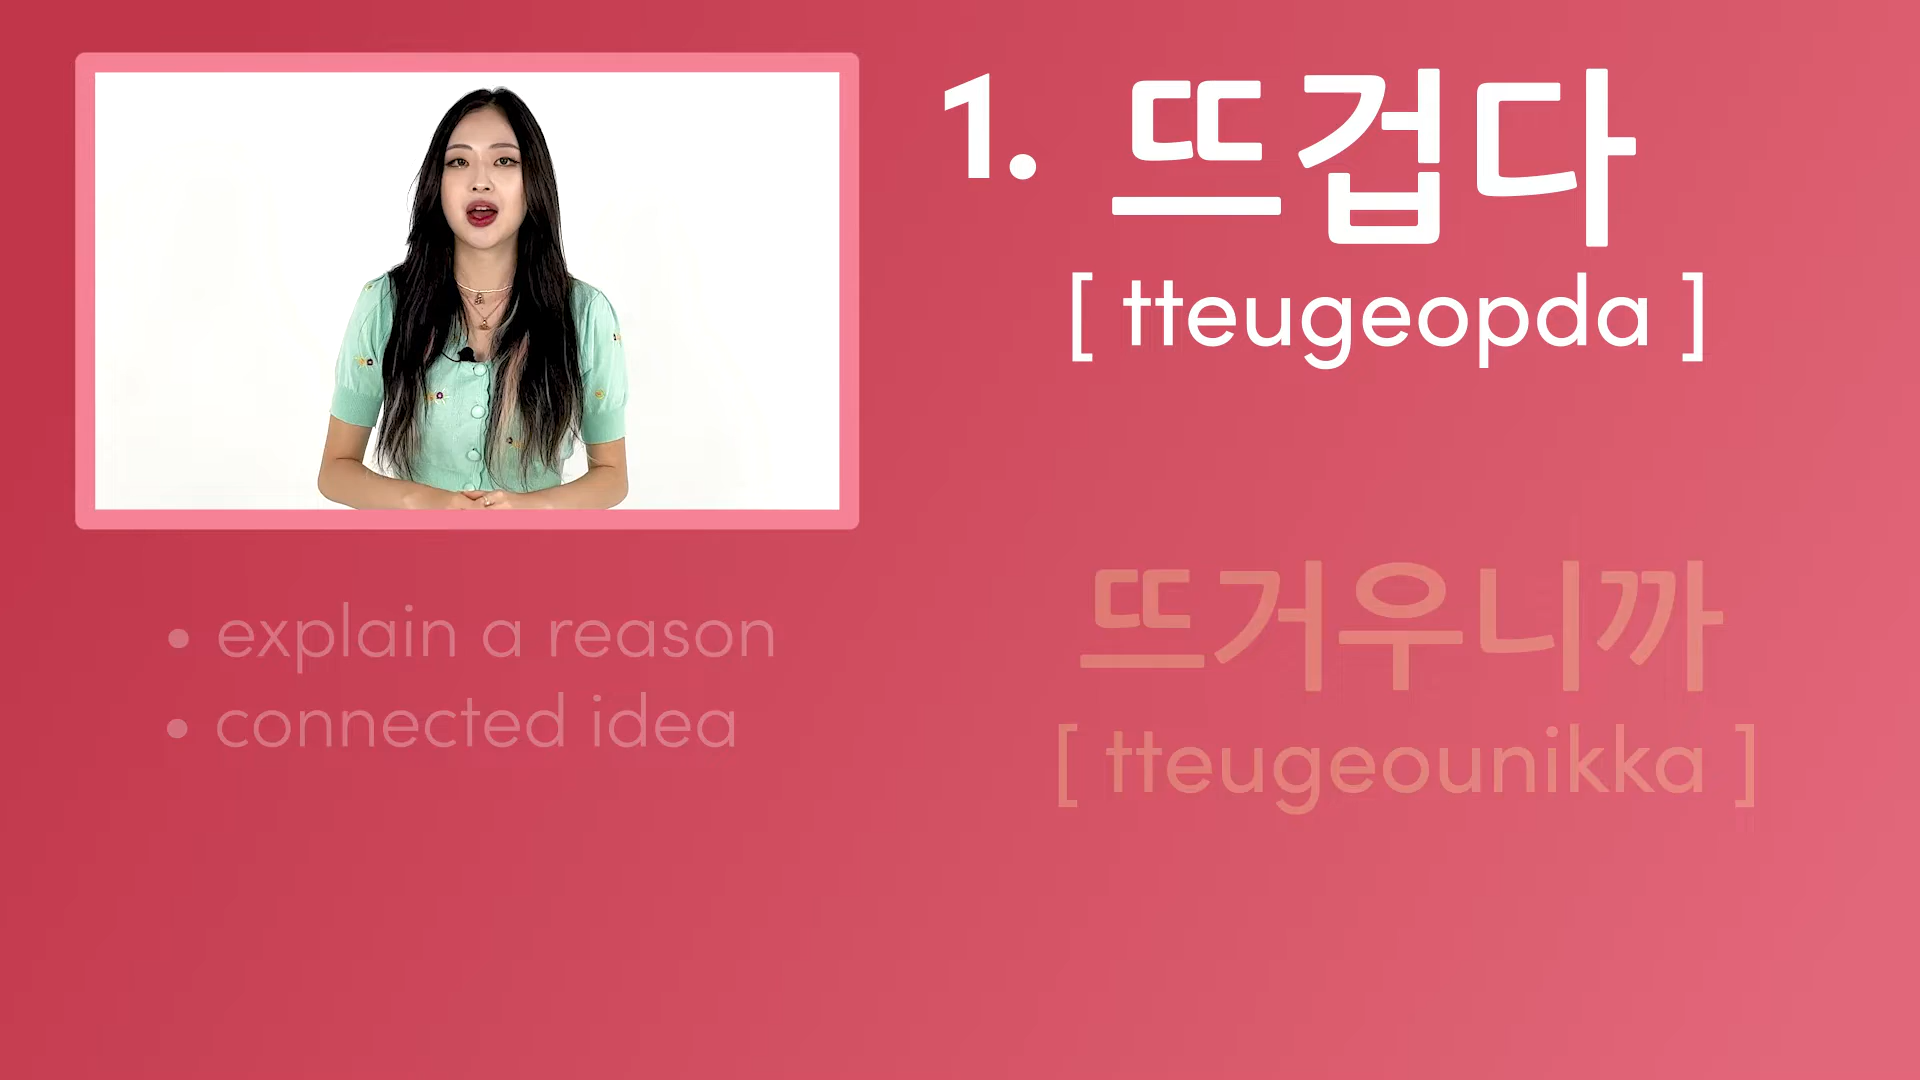 1. 뜨겁다
[ tteugeopda ]
• explain a reason
• connected idea
뜨거우니까
[ tteugeounikka ]